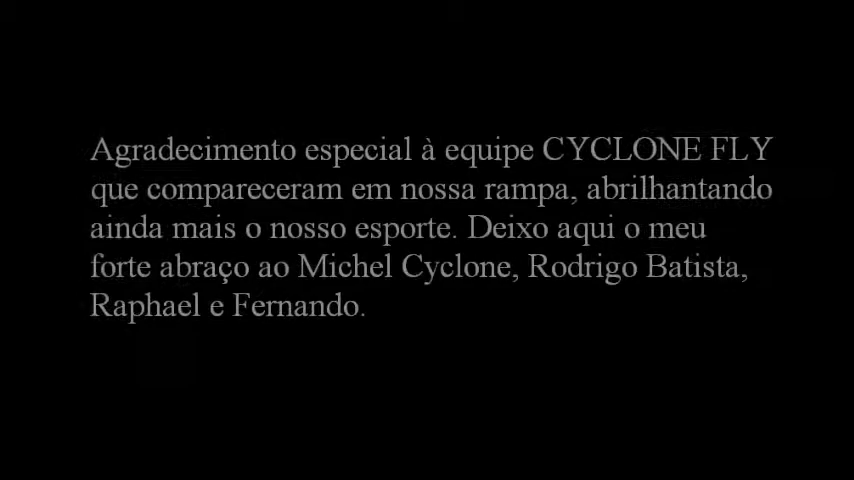 Agradecimento especial à equipe CYCLONE FLY
que compareceram em nossa rampa, abrilhantando
ainda mais o nosso esporte. Deixo aqui o meu
forte abraço ao Michel Cyclone, Rodrigo Batista,
Raphael e Fernando.